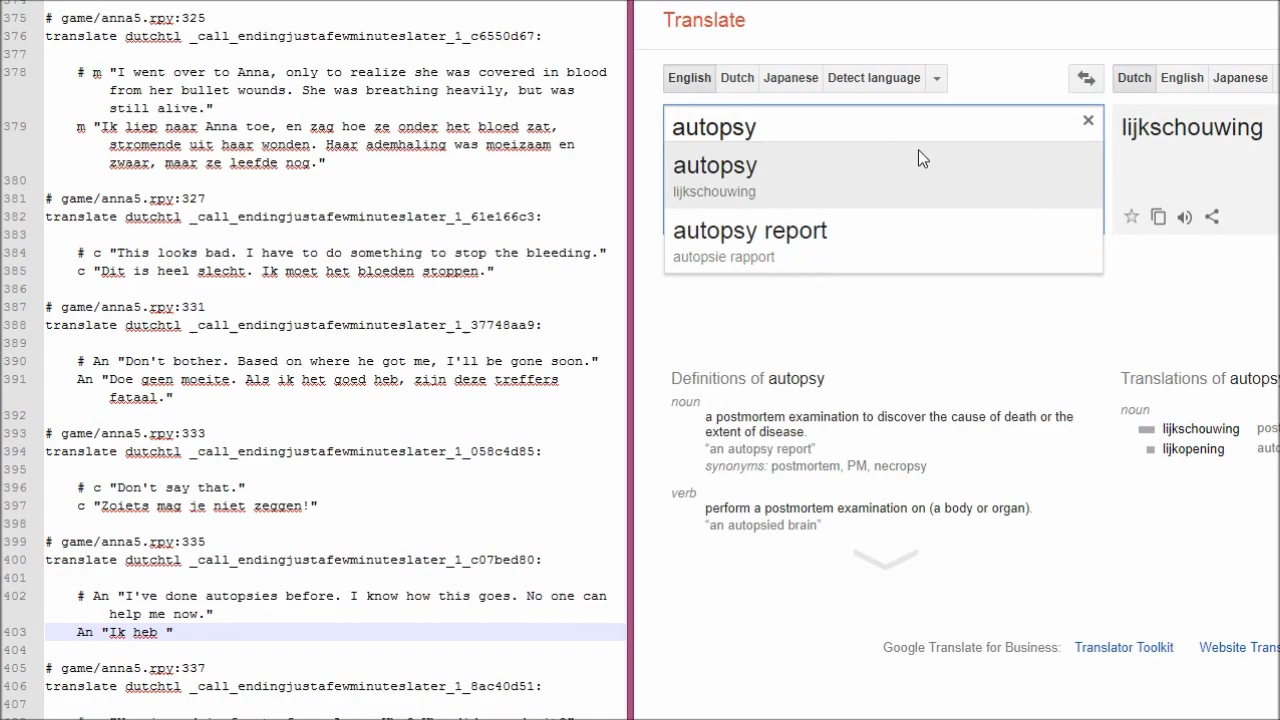 375 # game/anna5.rpy:325
376 translate dutchtl _call_endingjustafewminuteslater_1_c6550d67:
377
378 # m "I went over to Anna, only to realize she was covered in blood
from her bullet wounds. She was breathing heavily, but was
still alive."
379 m "Ik liep naar Anna toe, en zag hoe ze onder het bloed zat,
stromende uit haar wonden. Haar ademhaling was moeizaam en
zwaar, maar ze leefde nog."
380
381 # game/anna5.rpy:327
382 translate dutchtl _call_endingjustafewminuteslater_1_61e166c3:
383
384 # c "This looks bad. I have to do something to stop the bleeding."
385 c "Dit is heel slecht. Ik moet het bloeden stoppen."
386
387 # game/anna5.rpy:331
388 translate dutchtl _call_endingjustafewminuteslater_1_37748aa9:
389
390 # An "Don't bother. Based on where he got me, I'll be gone soon."
391 An "Doe geen moeite. Als ik het goed heb, zijn deze treffers
fataal."
392
393 # game/anna5.rpy:333
394 translate dutchtl _call_endingjustafewminuteslater_1_058c4d85:
395
396 # c "Don't say that."
397 c "Zoiets mag je niet zeggen!"
398
399 # game/anna5.rpy:335
400 translate dutchtl _call_endingjustafewminuteslater_1_c07bed80:
401
402 # An "I've done autopsies before. I know how this goes. No one can
help me now."
403 An "Ik heb "
404
405 # game/anna5.rpy:337
406 translate dutchtl _call_endingjustafewminuteslater_1_8ac40d51:
407
Translate
English Dutch Japanese Detect language
Dutch English Japanese
autopsy
lijkschouwing
autopsy
lijkschouwing
autopsy report
autopsie rapport
Definitions of autopsy
noun
a postmortem examination to discover the cause of death or the
extent of disease.
"an autopsy report"
synonyms: postmortem, PM, necropsy
verb
perform a postmortem examination on (a body or organ).
"an autopsied brain"
Translations of autops
noun
lijkschouwing pos
lijkopening auto
Google Translate for Business: Translator Toolkit Website Trans